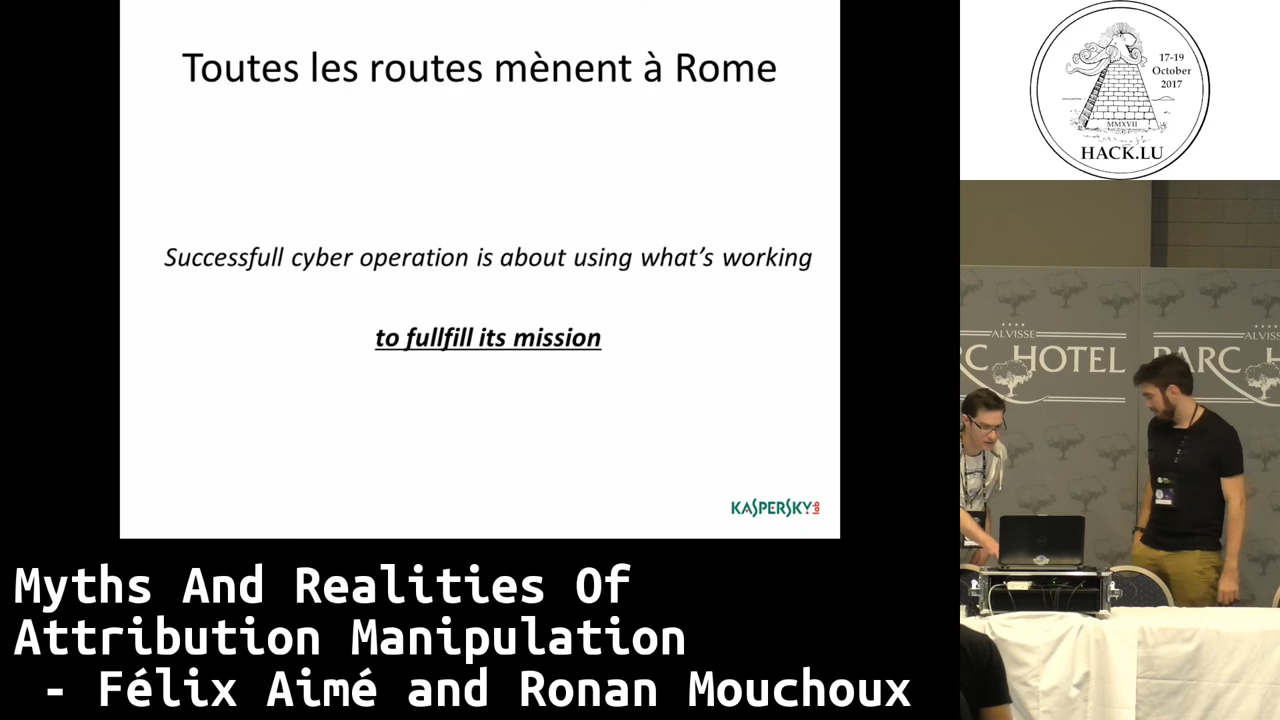 Toutes les routes mènent à Rome
Successfull cyber operation is about using what's working
to fullfill its mission
KASPERSKY lab
17-19
October
2017
MMXVII
HACK.LU
ALVISSE
RC HOTEL
ALVISSE
PARC H
Myths And Realities Of
Attribution Manipulation
- Félix Aimé and Ronan Mouchoux